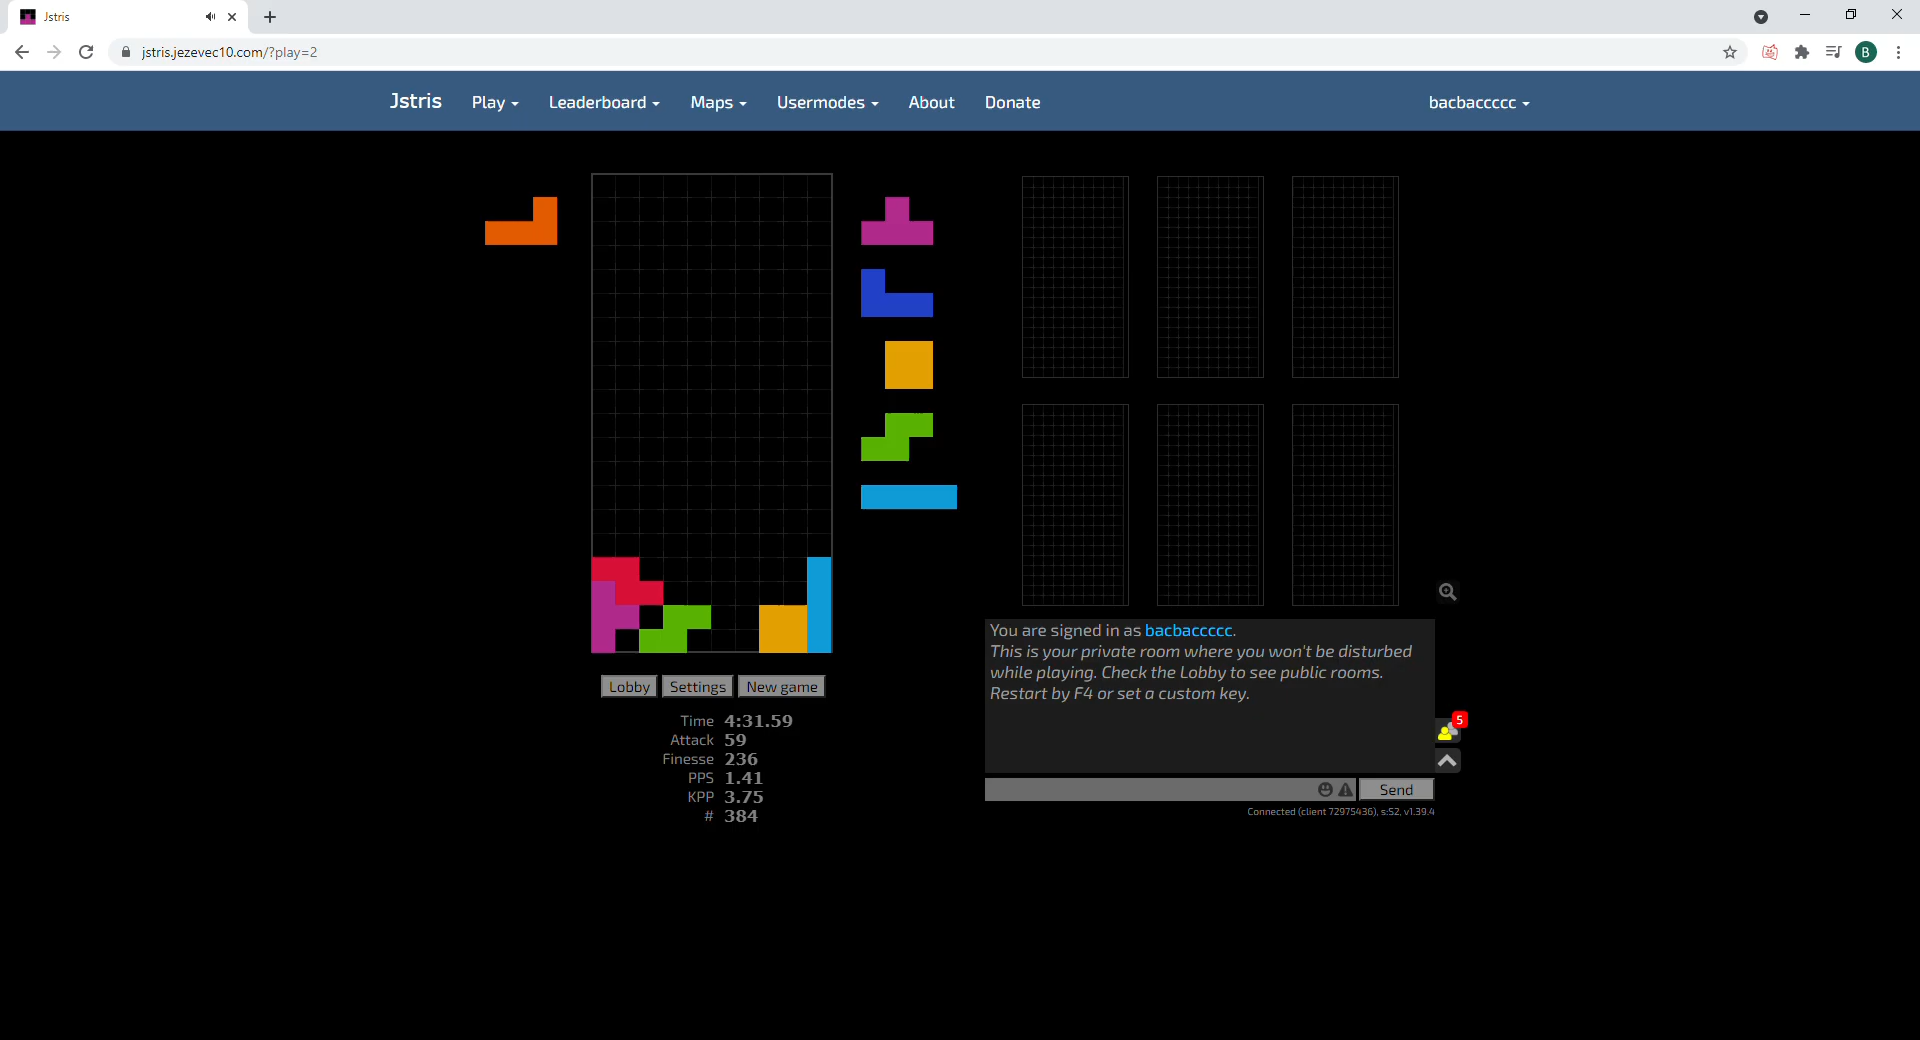 Jstris
jstris.jezevec10.com/?play=2
B
Jstris Play Leaderboard Maps Usermodes About Donate bacbaccccc
You are signed in as bacbaccccc.
This is your private room where you won't be disturbed
while playing. Check the Lobby to see public rooms.
Restart by F4 or set a custom key.
Lobby Settings New game
Time 4:31.59
Attack 59
Finesse 236
PPS 1.41
KPP 3.75
# 384
5
Send
Connected (client 72975436), s:52, v1.39.4